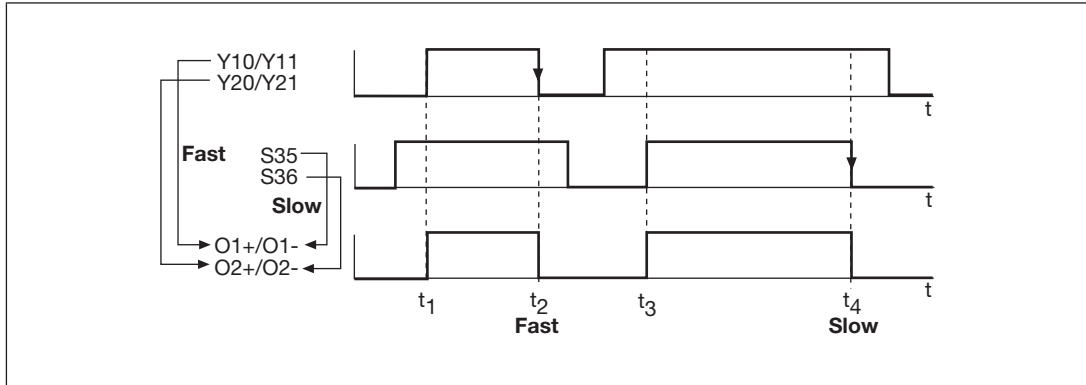 Y10/Y11
Y20/Y21
t
Fast
S35
S36
Slow
t
O1+/O1-
O2+/O2-
t
t1 t2 t3 t4
Fast Slow